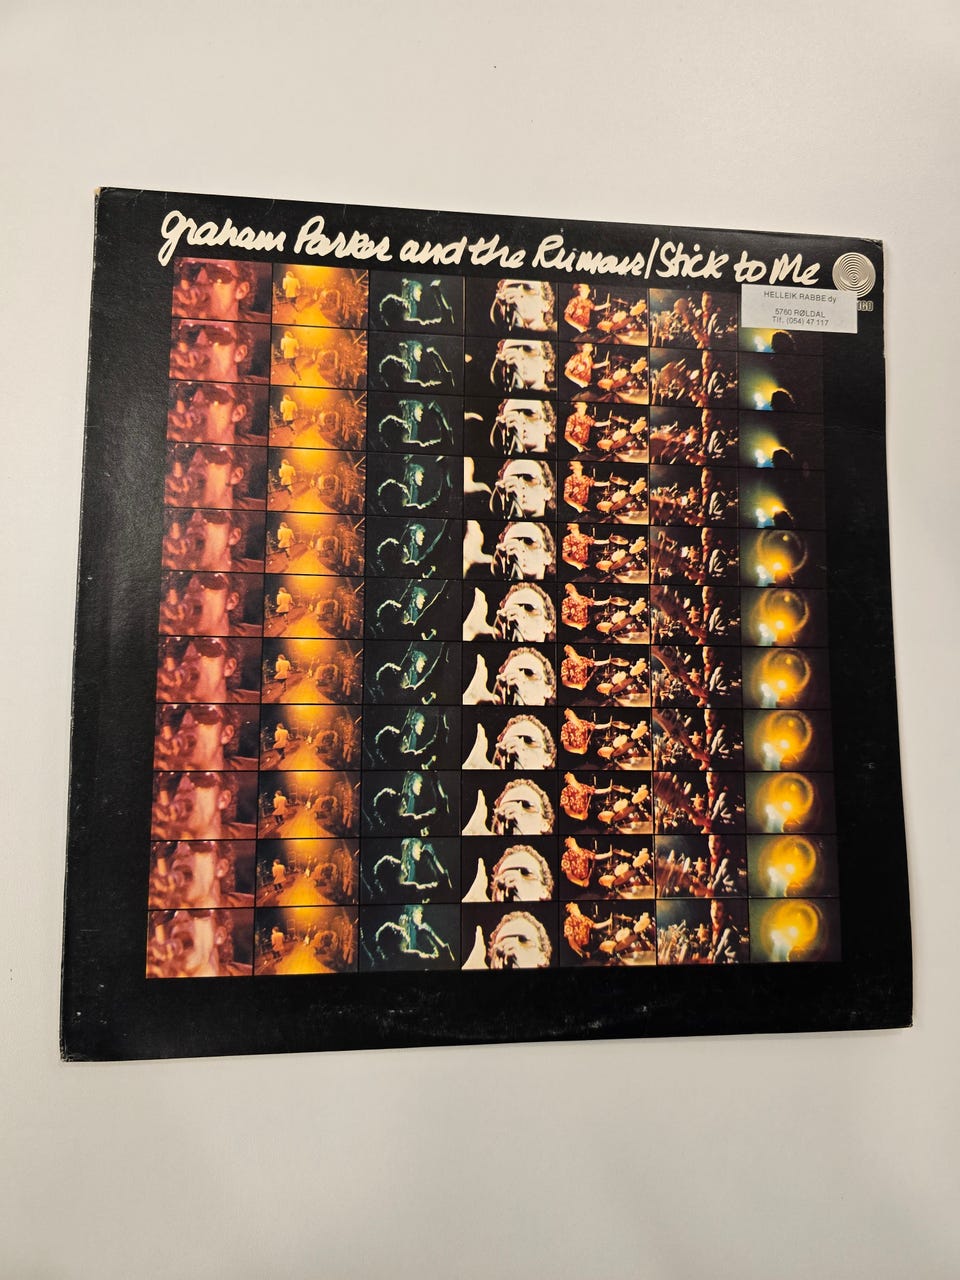 graham Parker and the Rumour/Stick to Me
HELLEIK RABBE.dy
5760 RØLDAL
Tlf. (054) 47 117